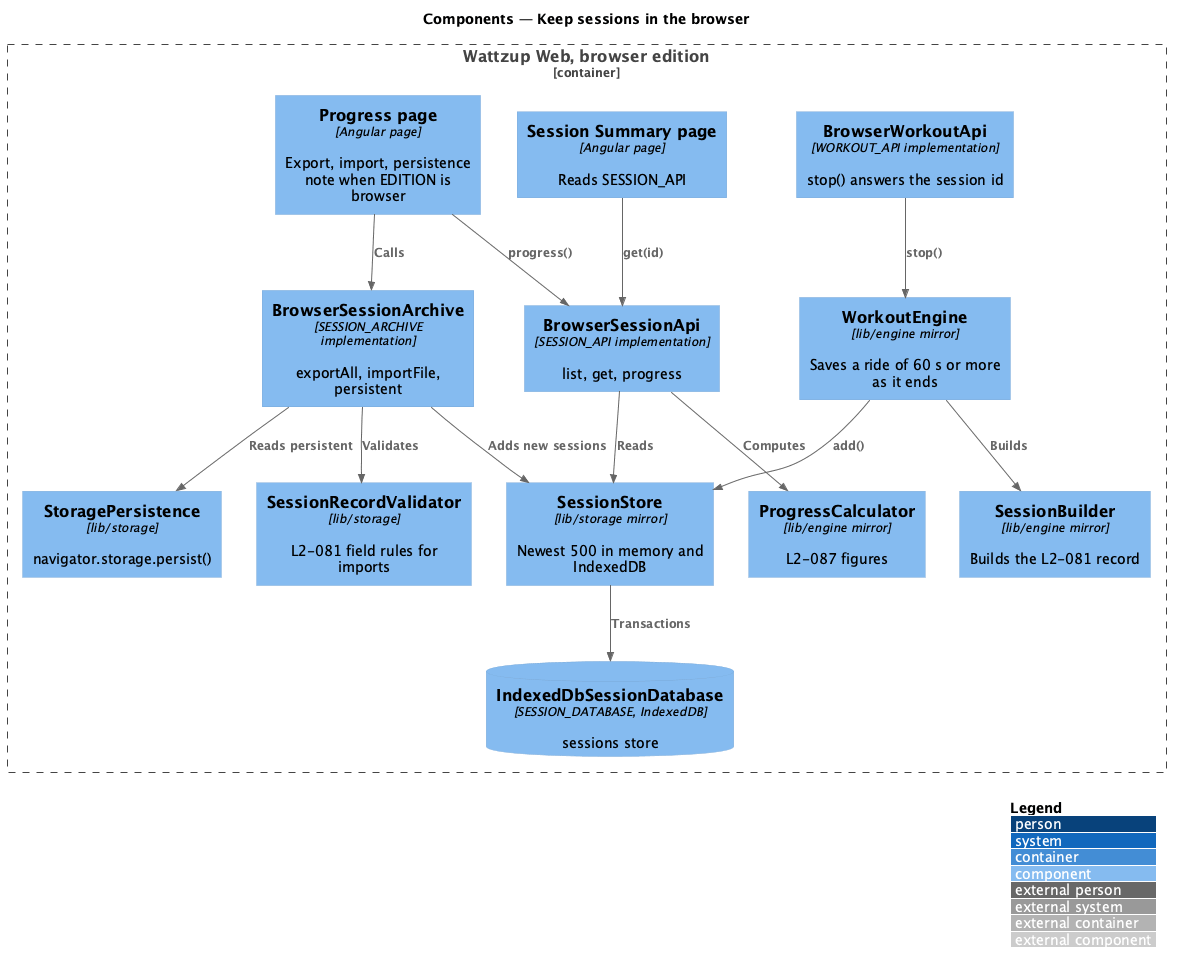 Components — Keep sessions in the browser
Wattzup Web, browser edition
[container]
Progress page
[Angular page]
Export, import, persistence
note when EDITION is
browser
Session Summary page
[Angular page]
Reads SESSION_API
BrowserWorkoutApi
[WORKOUT_API implementation]
stop() answers the session id
Calls
progress()
get(id)
stop()
BrowserSessionArchive
[SESSION_ARCHIVE
implementation]
exportAll, importFile,
persistent
BrowserSessionApi
[SESSION_API implementation]
list, get, progress
WorkoutEngine
[lib/engine mirror]
Saves a ride of 60 s or more
as it ends
Reads persistent
Validates
Adds new sessions
Reads
Computes
add()
Builds
StoragePersistence
[lib/storage]
navigator.storage.persist()
SessionRecordValidator
[lib/storage]
L2-081 field rules for
imports
SessionStore
[lib/storage mirror]
Newest 500 in memory and
IndexedDB
ProgressCalculator
[lib/engine mirror]
L2-087 figures
SessionBuilder
[lib/engine mirror]
Builds the L2-081 record
Transactions
IndexedDbSessionDatabase
[SESSION_DATABASE, IndexedDB]
sessions store
Legend
person
system
container
component
external person
external system
external container
external component